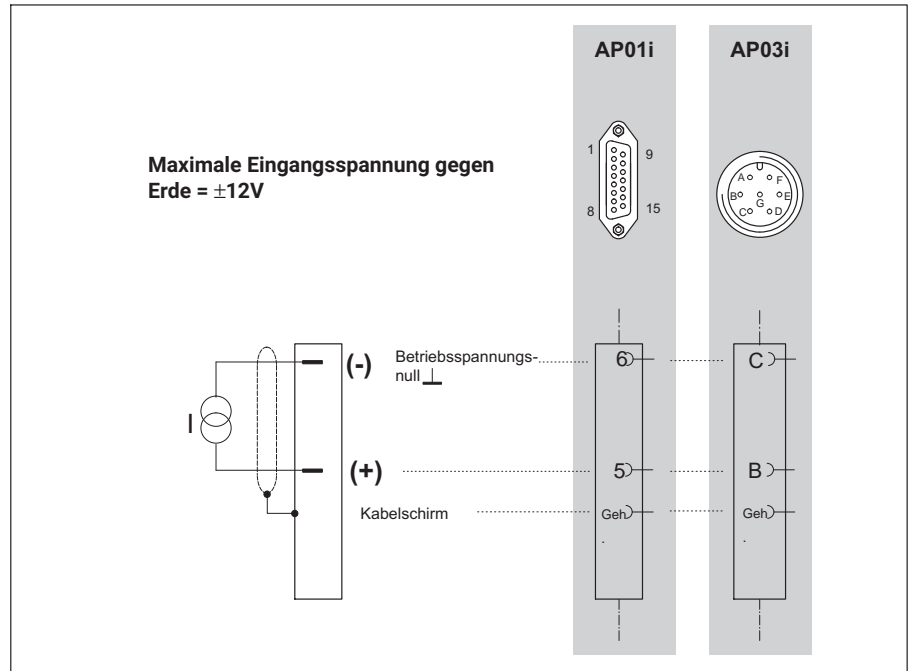 AP01i
AP03i
Maximale Eingangsspannung gegen
Erde = ±12V
1
9
8
15
A
F
B
E
G
C
D
(-)
Betriebsspannungs-
null
6
C
I
(+)
5
B
Kabelschirm
Geh
Geh
.
.